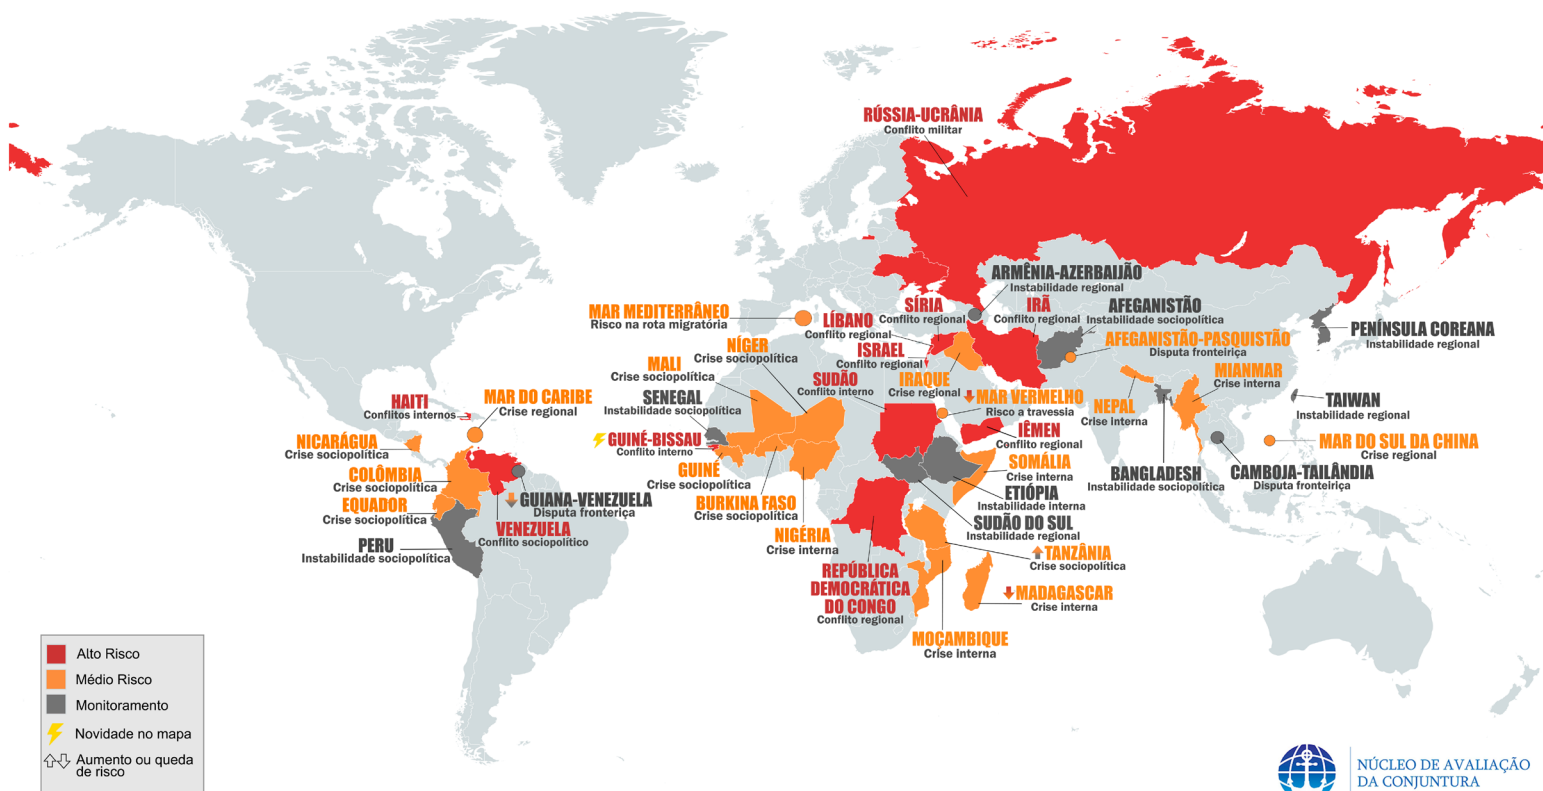 RÚSSIA-UCRÂNIA
Conflito militar
ARMÊNIA-AZERBAIJÃO
Instabilidade regional
SÍRIA
Conflito regional
IRÃ
Conflito regional
AFEGANISTÃO
Instabilidade sociopolítica
MAR MEDITERRÂNEO
Risco na rota migratória
LÍBANO
Conflito regional
PENÍNSULA COREANA
Instabilidade regional
AFEGANISTÃO-PASQUISTÃO
Disputa fronteiriça
NÍGER
Crise sociopolítica
ISRAEL
Conflito regional
MALI
Crise sociopolítica
SUDÃO
Conflito interno
IRAQUE
Crise regional
MIANMAR
Crise interna
SENEGAL
Instabilidade sociopolítica
MAR VERMELHO
Risco a travessia
NEPAL
Crise interna
TAIWAN
Instabilidade regional
HAITI
Conflitos internos
MAR DO CARIBE
Crise regional
GUINÉ-BISSAU
Conflito interno
IÊMEN
Conflito regional
NICARÁGUA
Crise sociopolítica
MAR DO SUL DA CHINA
Crise regional
GUINÉ
Crise sociopolítica
SOMÁLIA
Crise interna
BANGLADESH
Instabilidade sociopolítica
CAMBOJA-TAILÂNDIA
Disputa fronteiriça
COLÔMBIA
Crise sociopolítica
GUIANA-VENEZUELA
Disputa fronteriça
BURKINA FASO
Crise sociopolítica
ETIÓPIA
Instabilidade interna
EQUADOR
Crise sociopolítica
VENEZUELA
Conflito sociopolítico
NIGÉRIA
Crise interna
SUDÃO DO SUL
Instabilidade regional
PERU
Instabilidade sociopolítica
TANZÂNIA
Crise sociopolítica
REPÚBLICA
DEMOCRÁTICA
DO CONGO
Conflito regional
MADAGASCAR
Crise interna
MOÇAMBIQUE
Crise interna
Alto Risco
Médio Risco
Monitoramento
Novidade no mapa
Aumento ou queda
de risco
NÚCLEO DE AVALIAÇÃO
DA CONJUNTURA